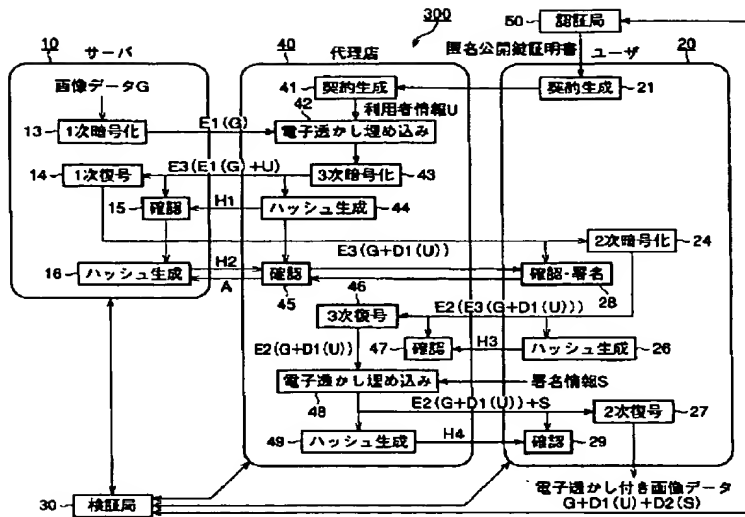 300
50
認証局
匿名公開鍵証明書
10
サーバ
40
代理店
ユーザ
20
画像データG
41
契約生成
契約生成
21
42
利用者情報U
13
1次暗号化
E1(G)
電子透かし埋め込み
E3(E1(G)+U)
3次暗号化
43
14
1次復号
15
確認
H1
ハッシュ生成
44
2次暗号化
24
E3(G+D1(U))
16
ハッシュ生成
H2
A
確認
45
確認・署名
28
46
3次復号
E2(E3(G+D1(U)))
E2(G+D1(U))
47
確認
H3
ハッシュ生成
26
電子透かし埋め込み
48
署名情報S
E2(G+D1(U))+S
2次復号
27
49
ハッシュ生成
H4
確認
29
30
検証局
電子透かし付き画像データ
G+D1(U)+D2(S)